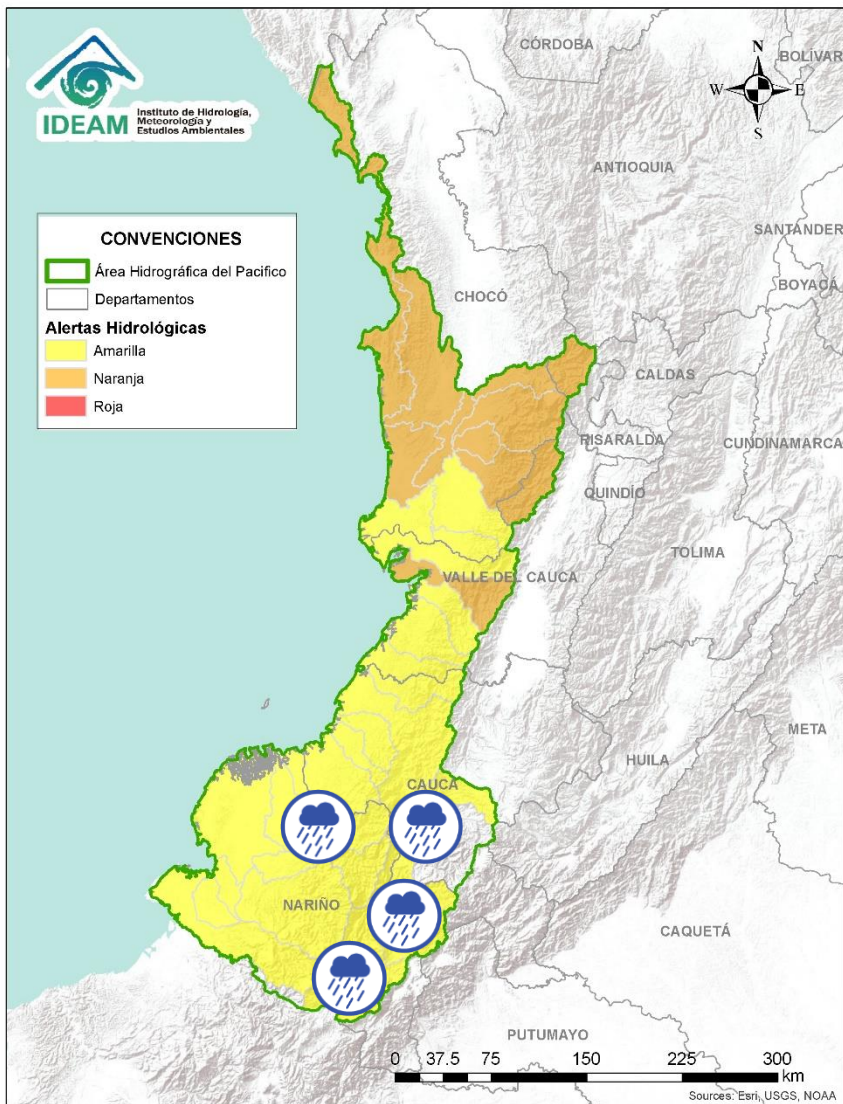 IDEAM
Instituto de Hidrología,
Meteorología y
Estudios Ambientales
CÓRDOBA
BOLÍVAR
N
W
E
S
ANTIOQUIA
SANTANDER
BOYACÁ
CONVENCIONES
Área Hidrográfica del Pacifico
Departamentos
Alertas Hidrológicas
Amarilla
Naranja
Roja
CHOCÓ
CALDAS
RISARALDA
CUNDINAMARCA
QUINDÍO
TOLIMA
VALLE DEL CAUCA
META
HUILA
CAUCA
NARIÑO
CAQUETÁ
PUTUMAYO
0 37.5 75 150 225 300
km
Sources: Esri, USGS, NOAA